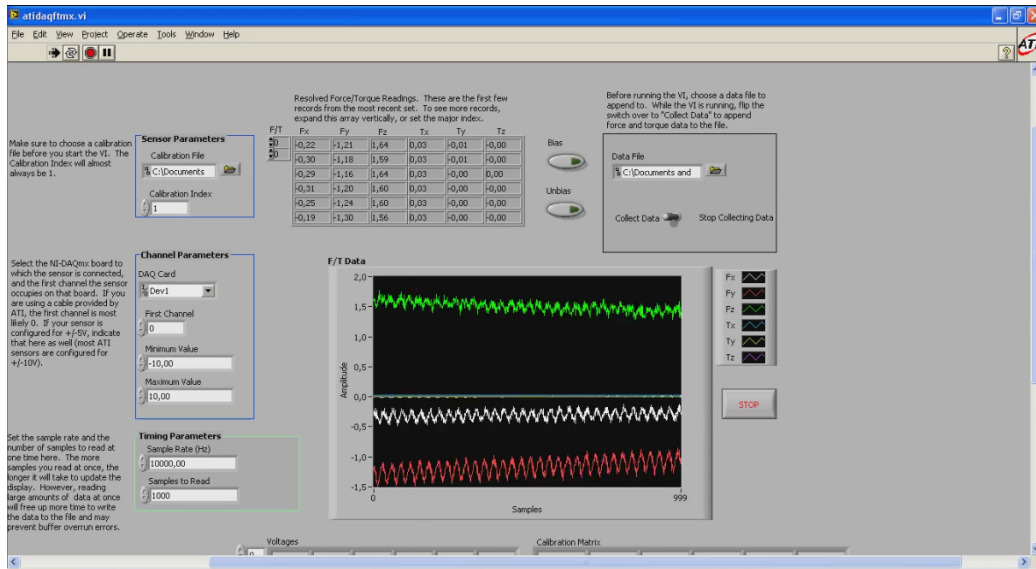 atidaqftmx.vi
File Edit View Project Operate Tools Window Help
ATI
Make sure to choose a calibration
file before you start the VI. The
Calibration Index will almost
always be 1.
Sensor Parameters
Calibration File
C:\Documents
Calibration Index
1
Resolved Force/Torque Readings. These are the first few
records from the most recent set. To see more records,
expand this array vertically, or set the major index.
F/T Fx Fy Fz Tx Ty Tz
0 -0,22 -1,21 1,64 0,03 -0,01 -0,00
0 -0,30 -1,18 1,59 0,03 -0,01 -0,00
-0,29 -1,16 1,64 0,03 -0,00 0,00
-0,31 -1,20 1,60 0,03 -0,00 -0,00
-0,25 -1,24 1,60 0,03 -0,00 -0,00
-0,19 -1,30 1,56 0,03 -0,00 -0,00
Bias
Unbias
Before running the VI, choose a data file to
append to. While the VI is running, flip the
switch over to "Collect Data" to append
force and torque data to the file.
Data File
C:\Documents and
Collect Data Stop Collecting Data
Select the NI-DAQmx board to
which the sensor is connected,
and the first channel the sensor
occupies on that board. If you
are using a cable provided by
ATI, the first channel is most
likely 0. If your sensor is
configured for +/-5V, indicate
that here as well (most ATI
sensors are configured for
+/-10V).
Channel Parameters
DAQ Card
Dev1
First Channel
0
Minimum Value
-10,00
Maximum Value
10,00
F/T Data
2,0
1,5
1,0
0,5
0,0
-0,5
-1,0
-1,5
Amplitude
0 999
Samples
Fx
Fy
Fz
Tx
Ty
Tz
STOP
Set the sample rate and the
number of samples to read at
one time here. The more
samples you read at once, the
longer it will take to update the
display. However, reading
large amounts of data at once
will free up more time to write
the data to the file and may
prevent buffer overrun errors.
Timing Parameters
Sample Rate (Hz)
10000,00
Samples to Read
1000
Voltages
0
Calibration Matrix